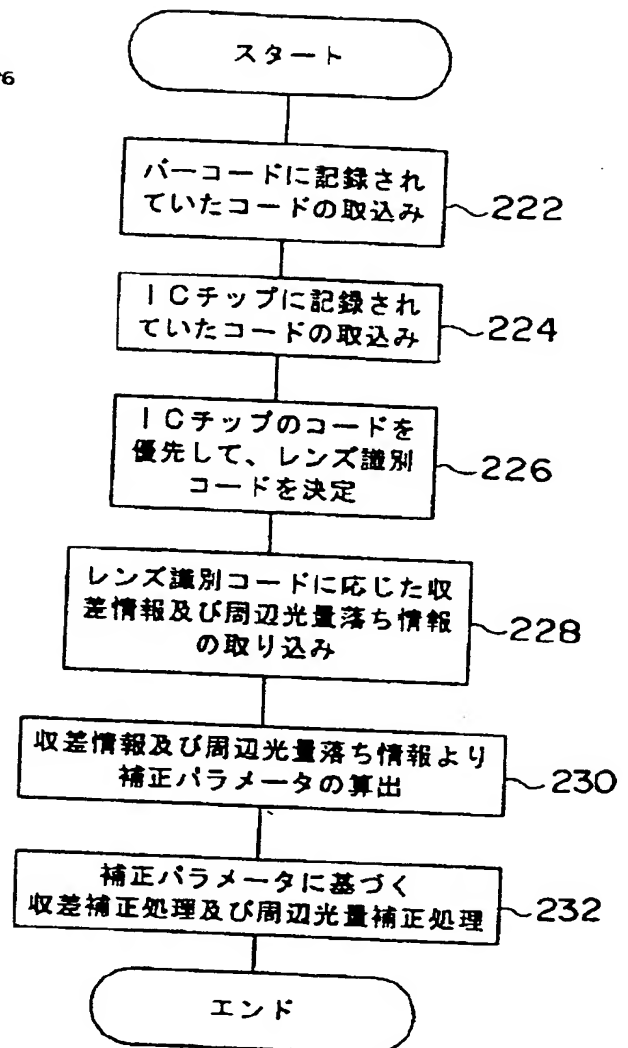 スタート
バーコードに記録され
ていたコードの取込み
222
ICチップに記録され
ていたコードの取込み
224
ICチップのコードを
優先して、レンズ識別
コードを決定
226
レンズ識別コードに応じた収
差情報及び周辺光量落ち情報
の取り込み
228
収差情報及び周辺光量落ち情報より
補正パラメータの算出
230
補正パラメータに基づく
収差補正処理及び周辺光量補正処理
232
エンド